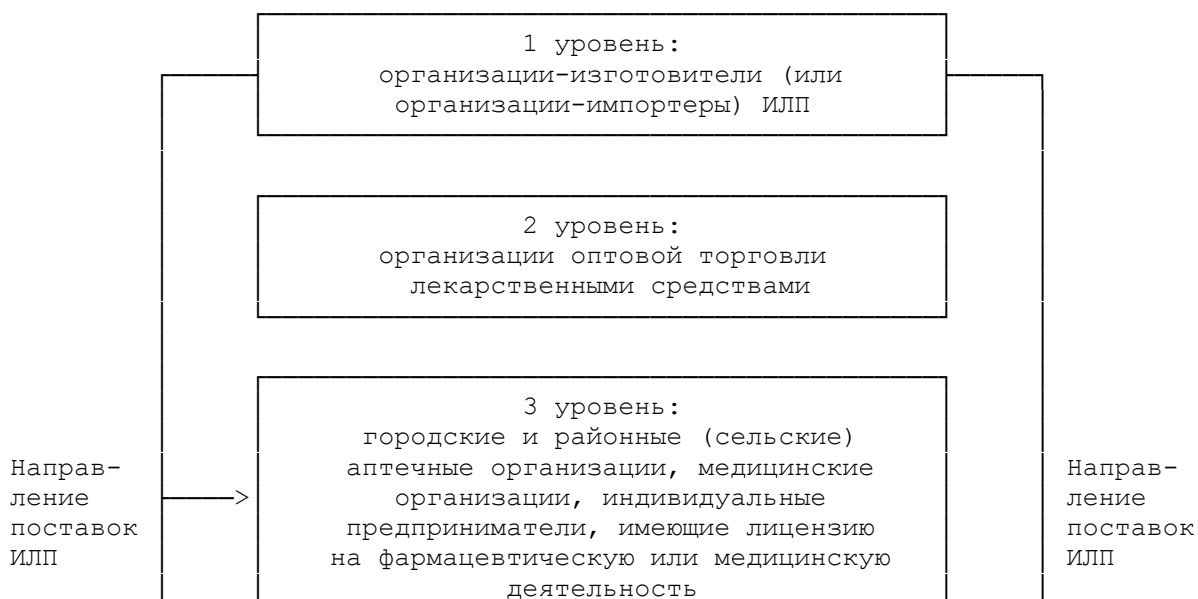 1 уровень:
организации-изготовители (или
организации-импортеры) ИЛП
2 уровень:
организации оптовой торговли
лекарственными средствами
3 уровень:
городские и районные (сельские)
аптечные организации, медицинские
организации, индивидуальные
предприниматели, имеющие лицензию
на фармацевтическую или медицинскую
деятельность
Направ-
ление
поставок
ИЛП
Направ-
ление
поставок
ИЛП